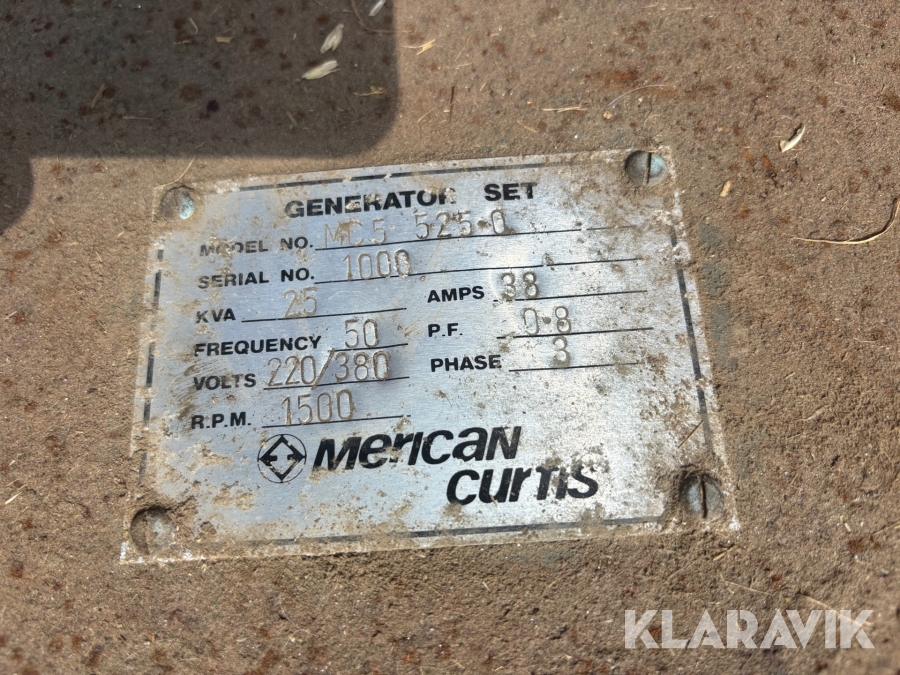 GENERATOR SET
MODEL NO. MC5 525·0
SERIAL NO. 1000
KVA 25 AMPS 38
FREQUENCY 50 P.F. 0·8
VOLTS 220/380 PHASE 3
R.P.M. 1500
Merican
curtis
KLARAVIK